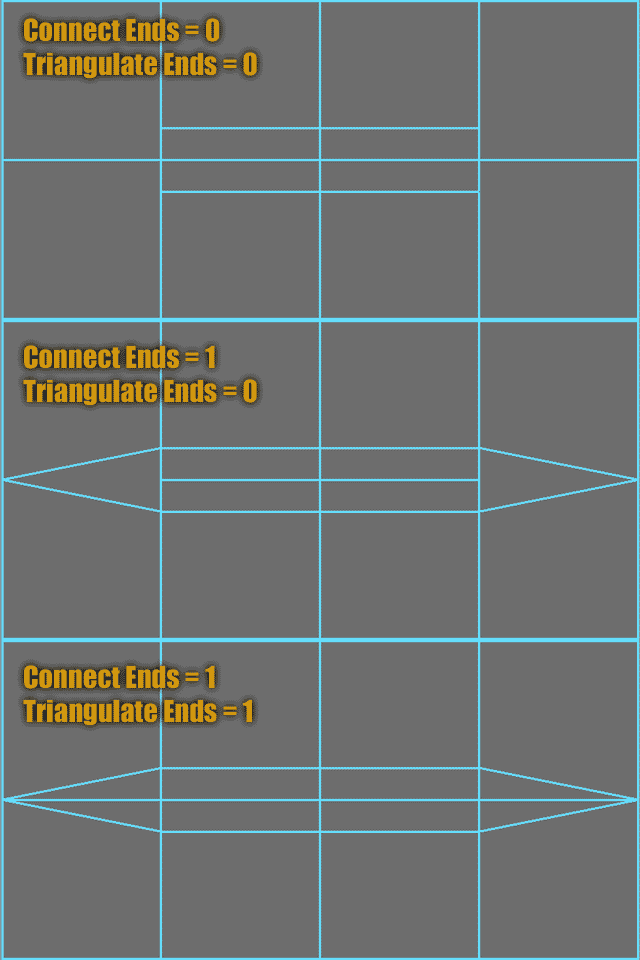 Connect Ends = 0
Triangulate Ends = 0
Connect Ends = 1
Triangulate Ends = 0
Connect Ends = 1
Triangulate Ends = 1